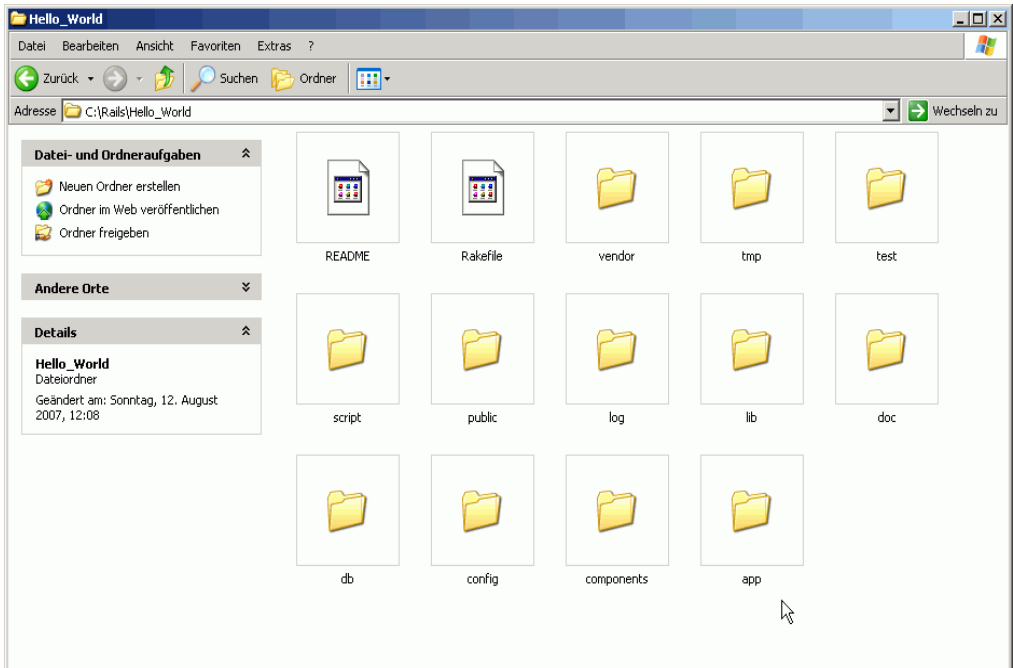 Hello_World
Datei Bearbeiten Ansicht Favoriten Extras ?
Zurück Suchen Ordner
Adresse C:\Rails\Hello_World Wechseln zu
Datei- und Ordneraufgaben
Neuen Ordner erstellen
Ordner im Web veröffentlichen
Ordner freigeben
Andere Orte
Details
Hello_World
Dateiordner
Geändert am: Sonntag, 12. August
2007, 12:08
README Rakefile vendor tmp test
script public log lib doc
db config components app